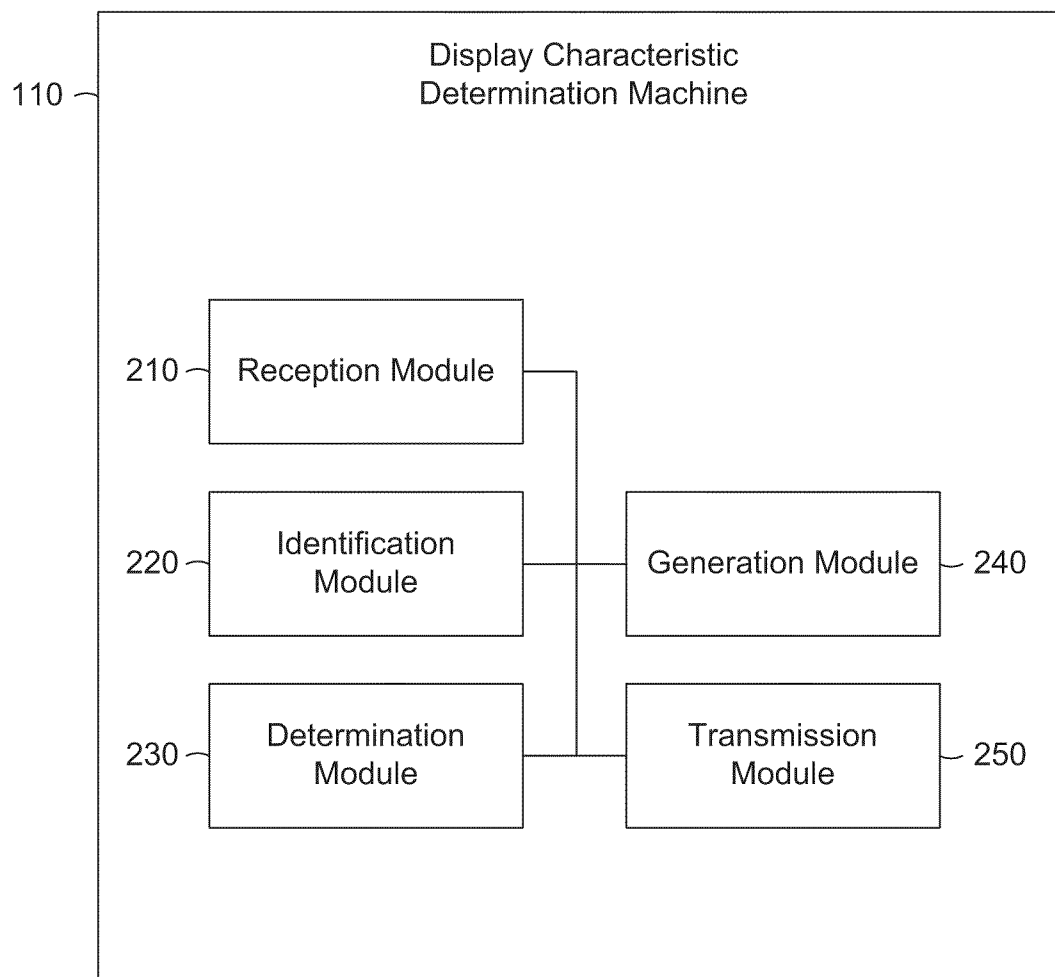 Display Characteristic
Determination Machine
110
210
Reception Module
220
Identification
Module
Generation Module
240
230
Determination
Module
Transmission
Module
250